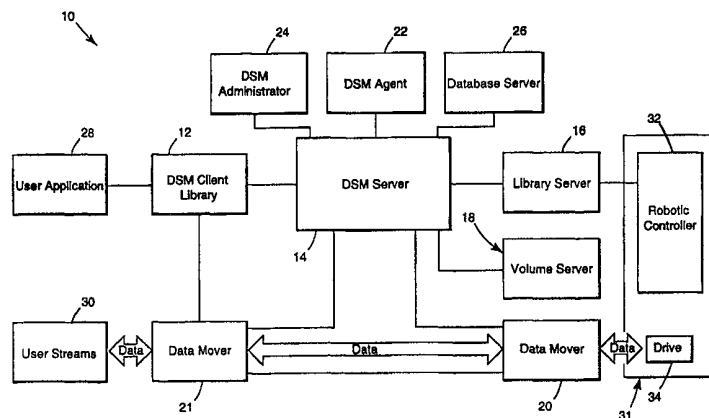 10
24
22
26
DSM
Administrator
DSM Agent
Database Server
28
12
16
32
User Application
DSM Client
Library
DSM Server
Library Server
Robotic
Controller
14
18
Volume Server
30
User Streams
Data
Data Mover
Data
Data Mover
Data
Drive
21
20
31
34